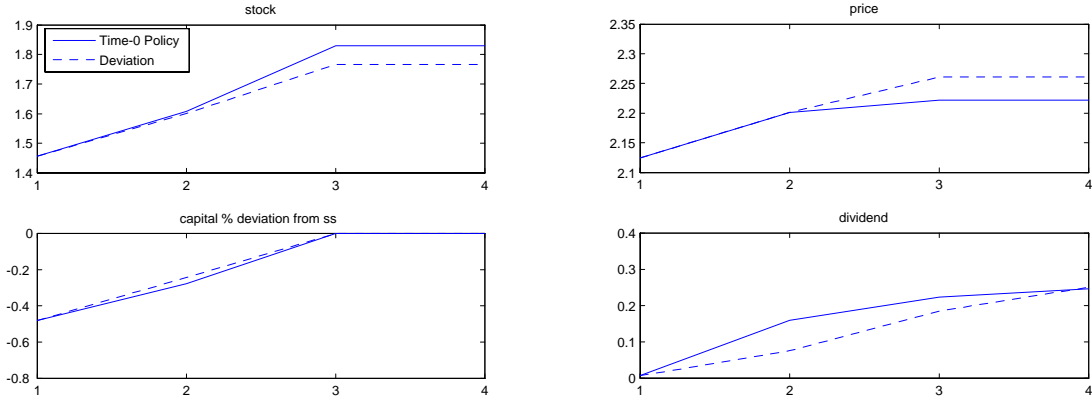 stock
1.9
1.8
1.7
1.6
1.5
1.4
1 2 3 4
Time-0 Policy
Deviation
price
2.35
2.3
2.25
2.2
2.15
2.1
1 2 3 4
capital % deviation from ss
0
-0.2
-0.4
-0.6
-0.8
1 2 3 4
dividend
0.4
0.3
0.2
0.1
0
1 2 3 4